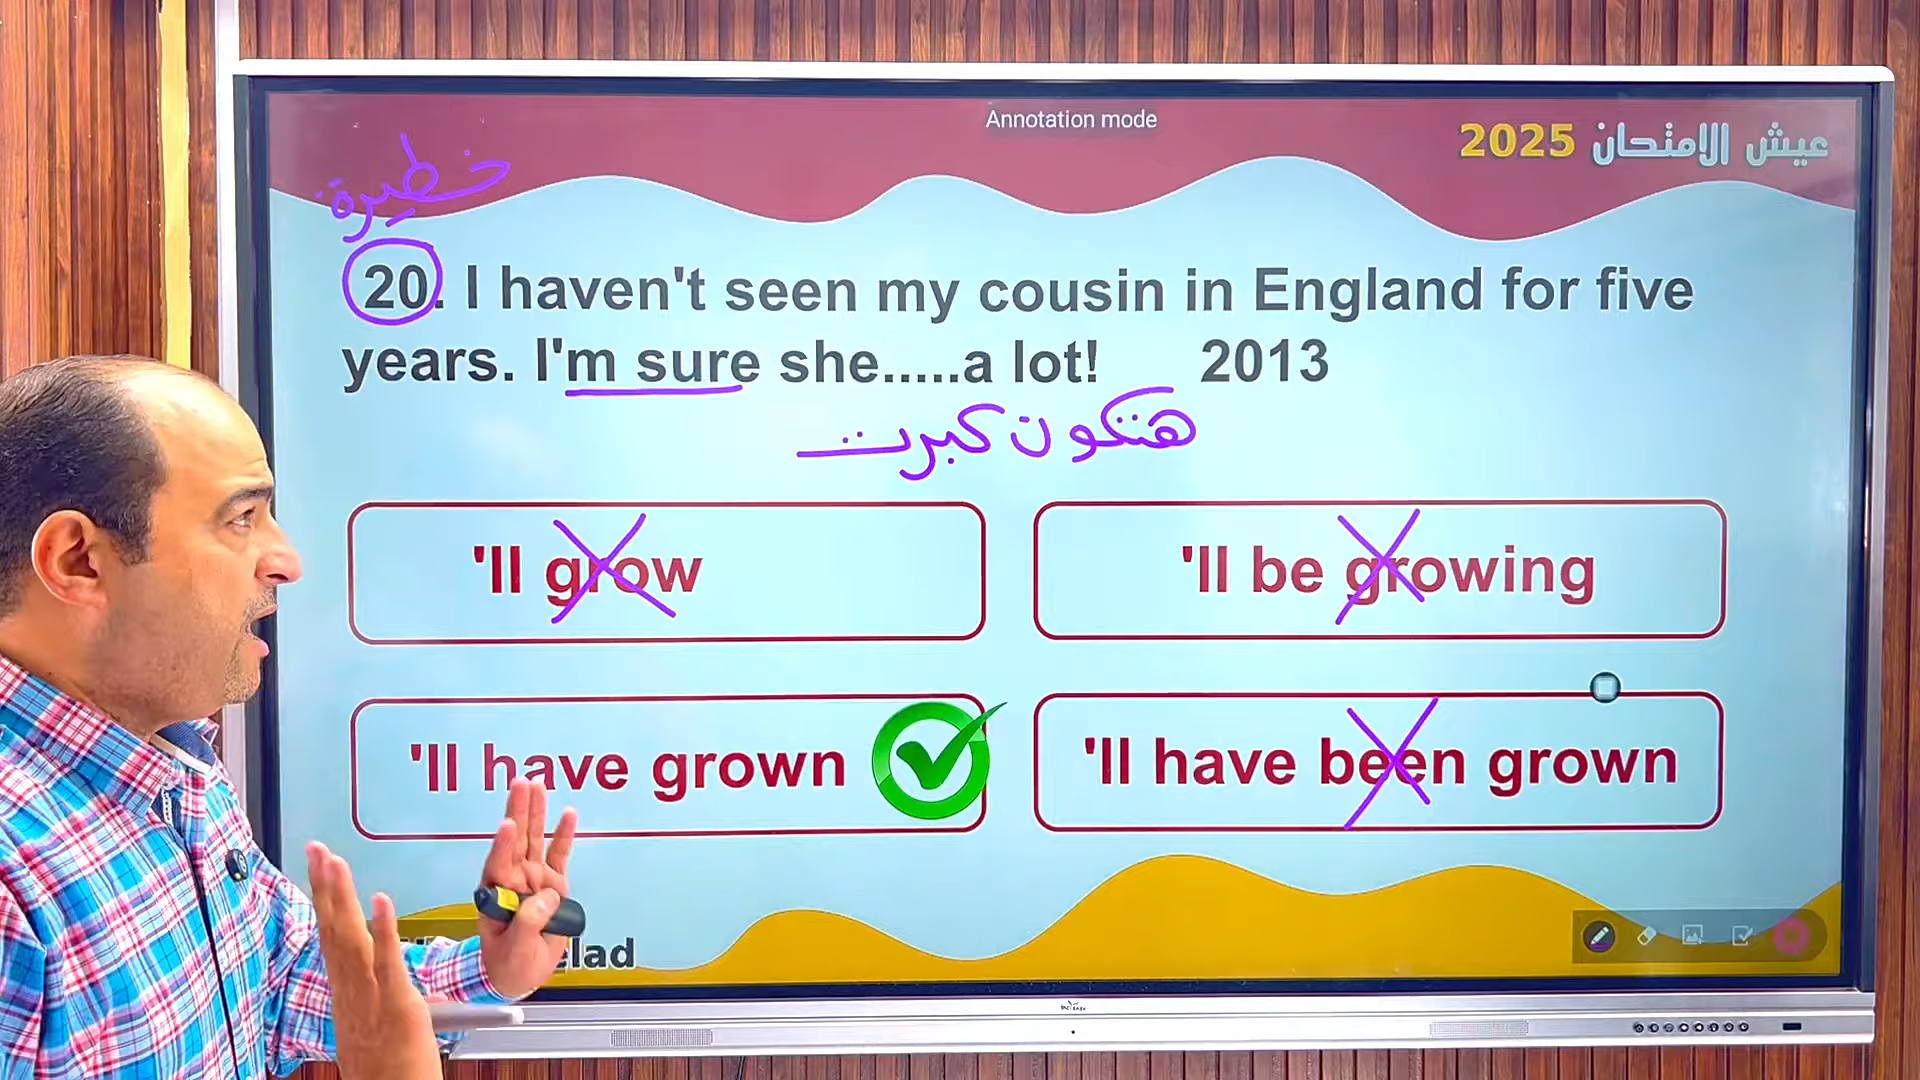 Annotation mode
عيش الامتحان 2025
خطيرة
20. I haven't seen my cousin in England for five
years. I'm sure she.....a lot! 2013
هتكون كبرت
'll grow
'll be growing
'll have grown
'll have been grown